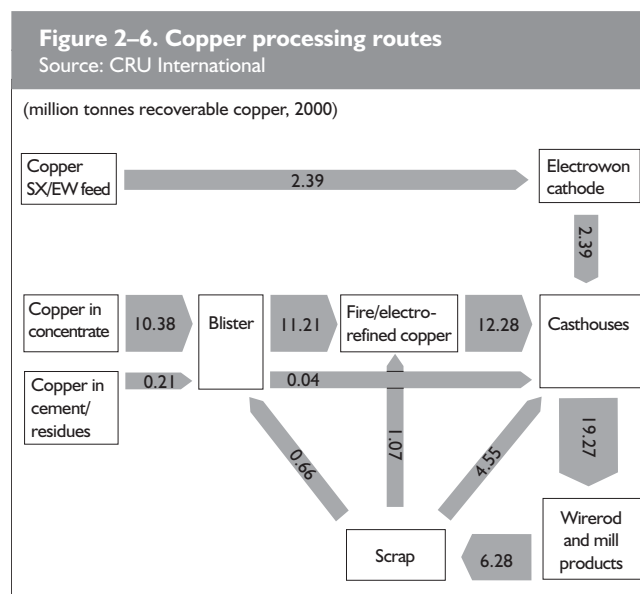 Figure 2–6. Copper processing routes
Source: CRU International
(million tonnes recoverable copper, 2000)
Copper
SX/EW feed
2.39
Electrowon
cathode
2.39
Copper in
concentrate
10.38
Blister
11.21
Fire/electro-
refined copper
12.28
Casthouses
Copper in
cement/
residues
0.21
0.04
0.66
1.07
4.55
19.27
Scrap
6.28
Wirerod
and mill
products